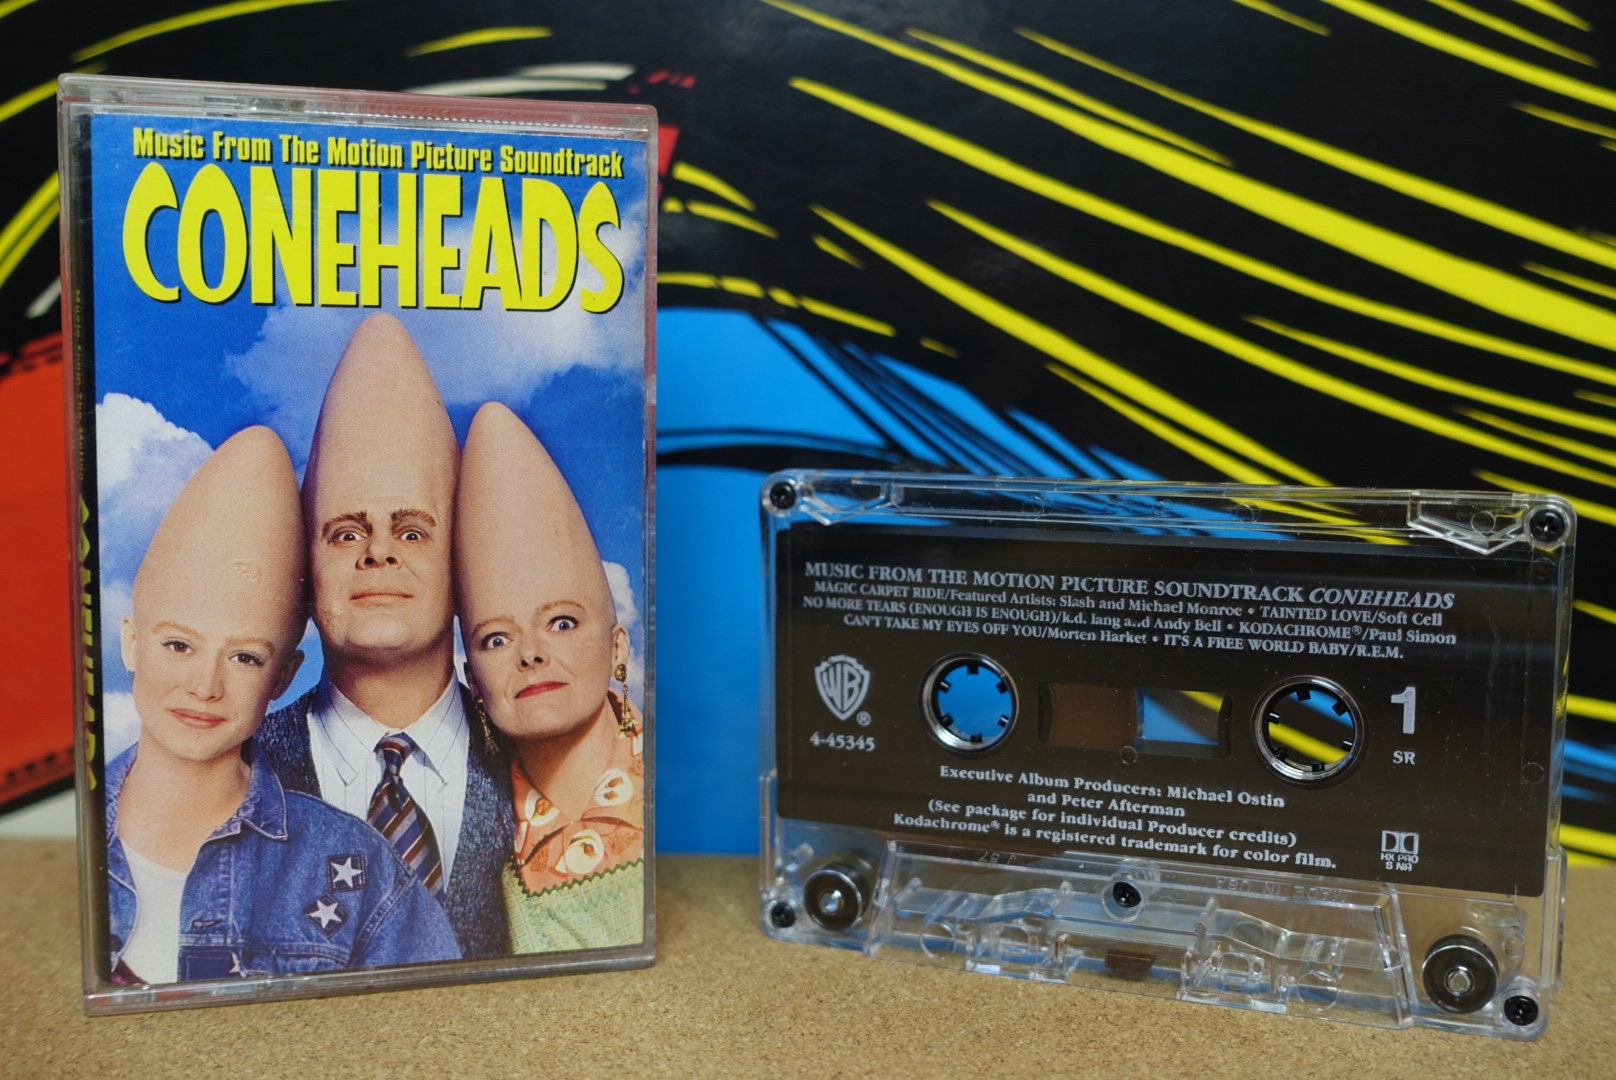 Music From The Motion Picture Soundtrack
CONEHEADS
MUSIC FROM THE MOTION PICTURE SOUNDTRACK CONEHEADS
MAGIC CARPET RIDE/Featured Artists: Slash and Michael Monroe • TAINTED LOVE/Soft Cell
NO MORE TEARS (ENOUGH IS ENOUGH)/k.d. lang and Andy Bell • KODACHROME®/Paul Simon
CAN'T TAKE MY EYES OFF YOU/Morten Harket • IT'S A FREE WORLD BABY/R.E.M.
WB®
4-45345
1
SR
Executive Album Producers: Michael Ostin
and Peter Afterman
(See package for individual Producer credits)
Kodachrome® is a registered trademark for color film.
HX PRO
S NR
CONEHEADS